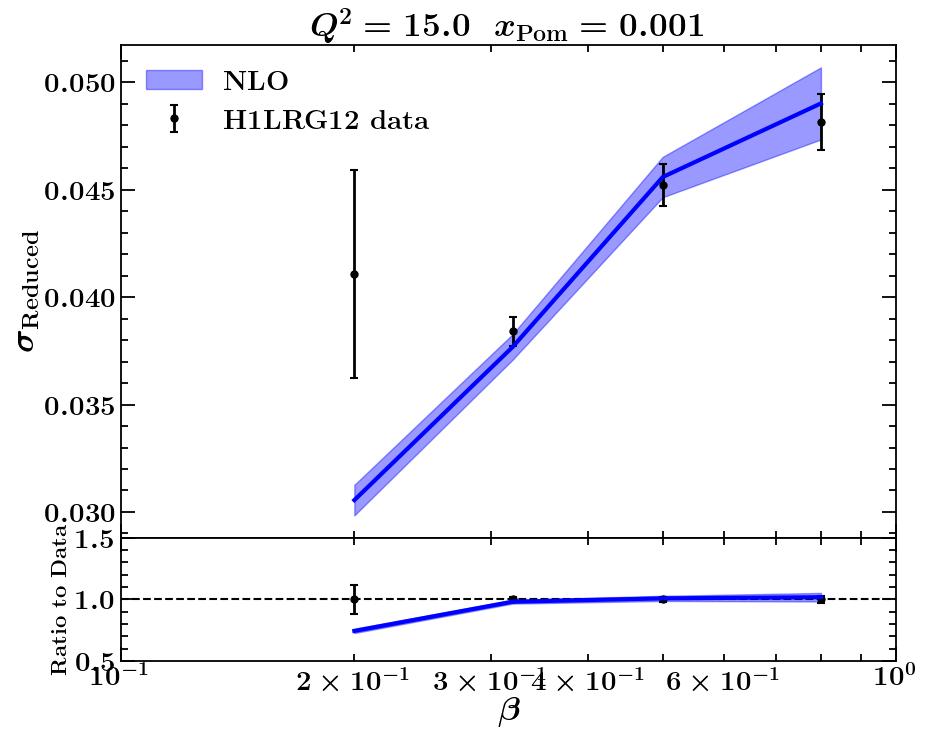 Q² = 15.0 x_Pom = 0.001
NLO
H1LRG12 data
0.050
0.045
0.040
0.035
0.030
σ_Reduced
1.5
1.0
0.5
Ratio to Data
10⁻¹
2 × 10⁻¹
3 × 10⁻¹
4 × 10⁻¹
6 × 10⁻¹
10⁰
β